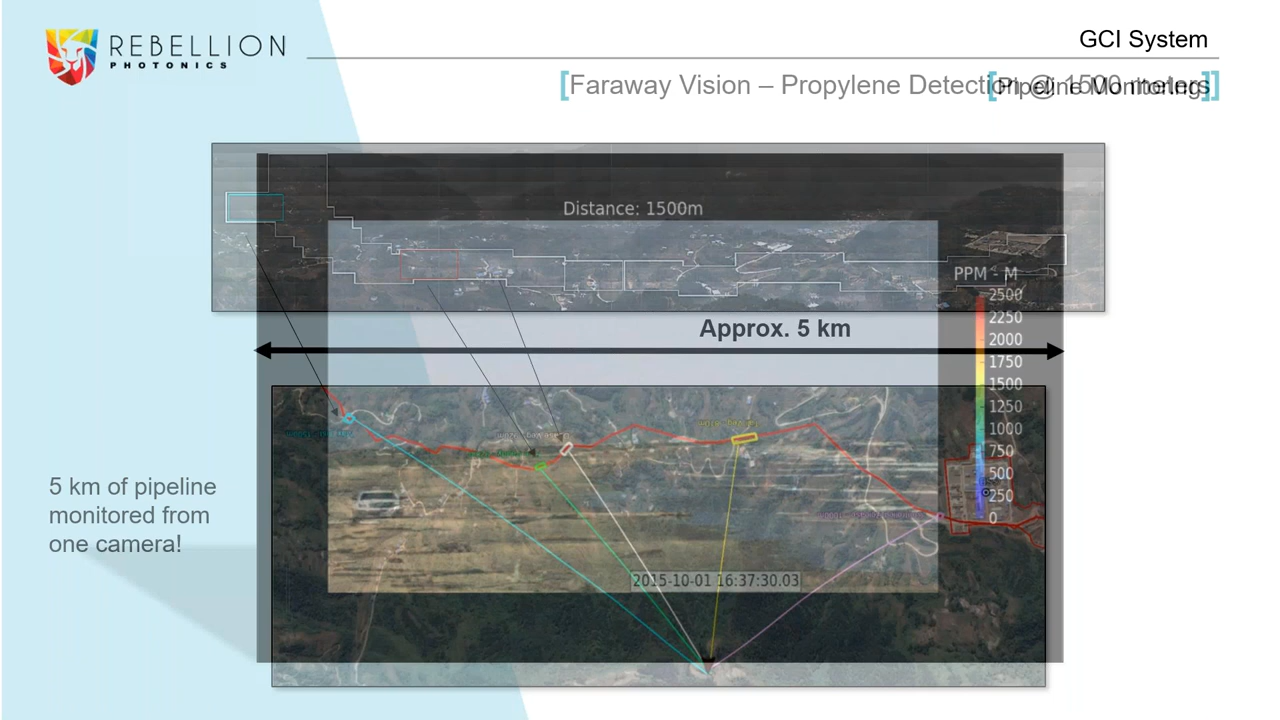 REBELLION
PHOTONICS
GCI System
[Faraway Vision – Propylene Detection @ 1500 meters]
[Pipeline Monitoring]
Distance: 1500m
PPM - M
2500
2250
2000
1750
1500
1250
1000
750
500
250
0
Approx. 5 km
5 km of pipeline
monitored from
one camera!
2015-10-01 16:37:30.03